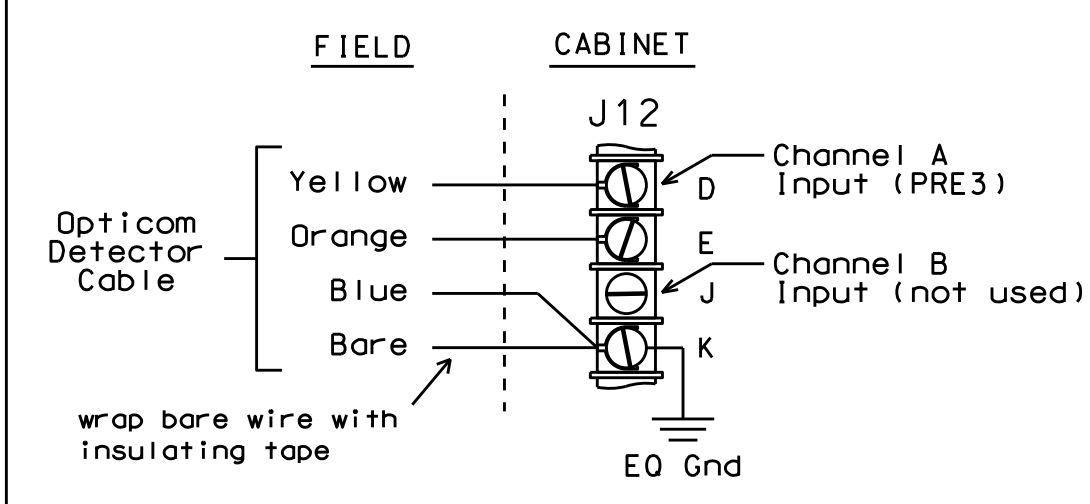 FIELD
CABINET
J12
Yellow
Orange
Blue
Bare
Opticom
Detector
Cable
D
E
J
K
Channel A
Input (PRE3)
Channel B
Input (not used)
wrap bare wire with
insulating tape
EQ Gnd